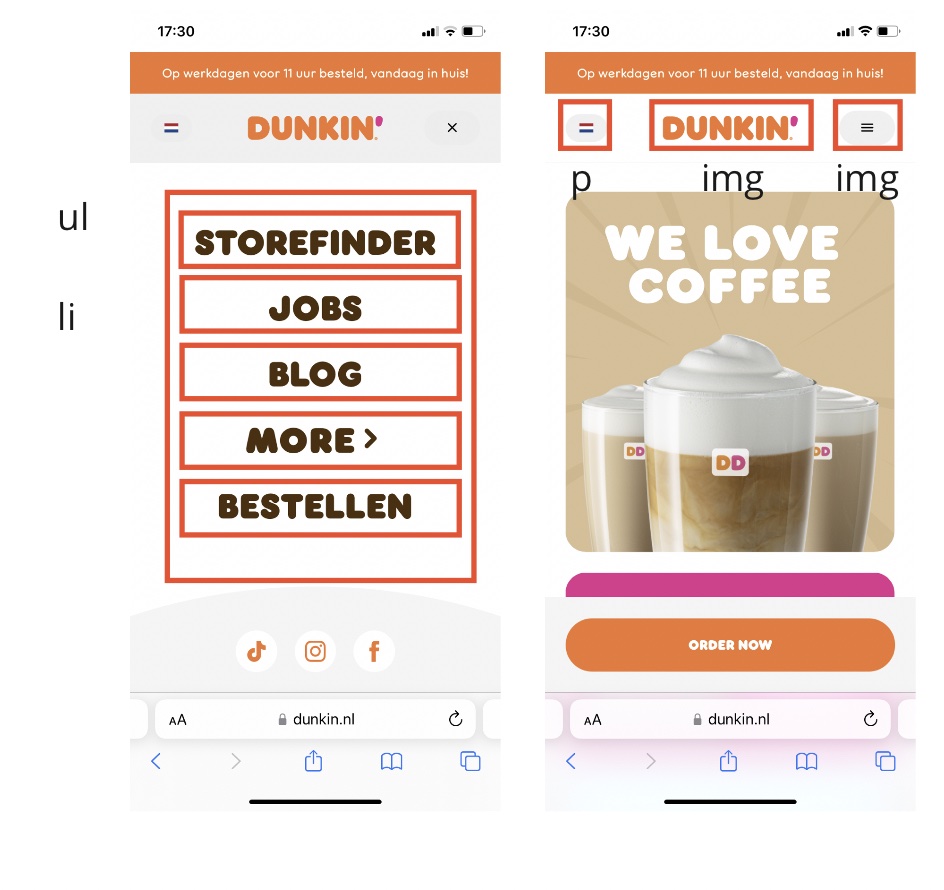 17:30
Op werkdagen voor 11 uur besteld, vandaag in huis!
DUNKIN'
ul
li
STOREFINDER
JOBS
BLOG
MORE >
BESTELLEN
AA
dunkin.nl
17:30
Op werkdagen voor 11 uur besteld, vandaag in huis!
DUNKIN'
p
img
img
WE LOVE
COFFEE
DD
DD
DD
ORDER NOW
AA
dunkin.nl